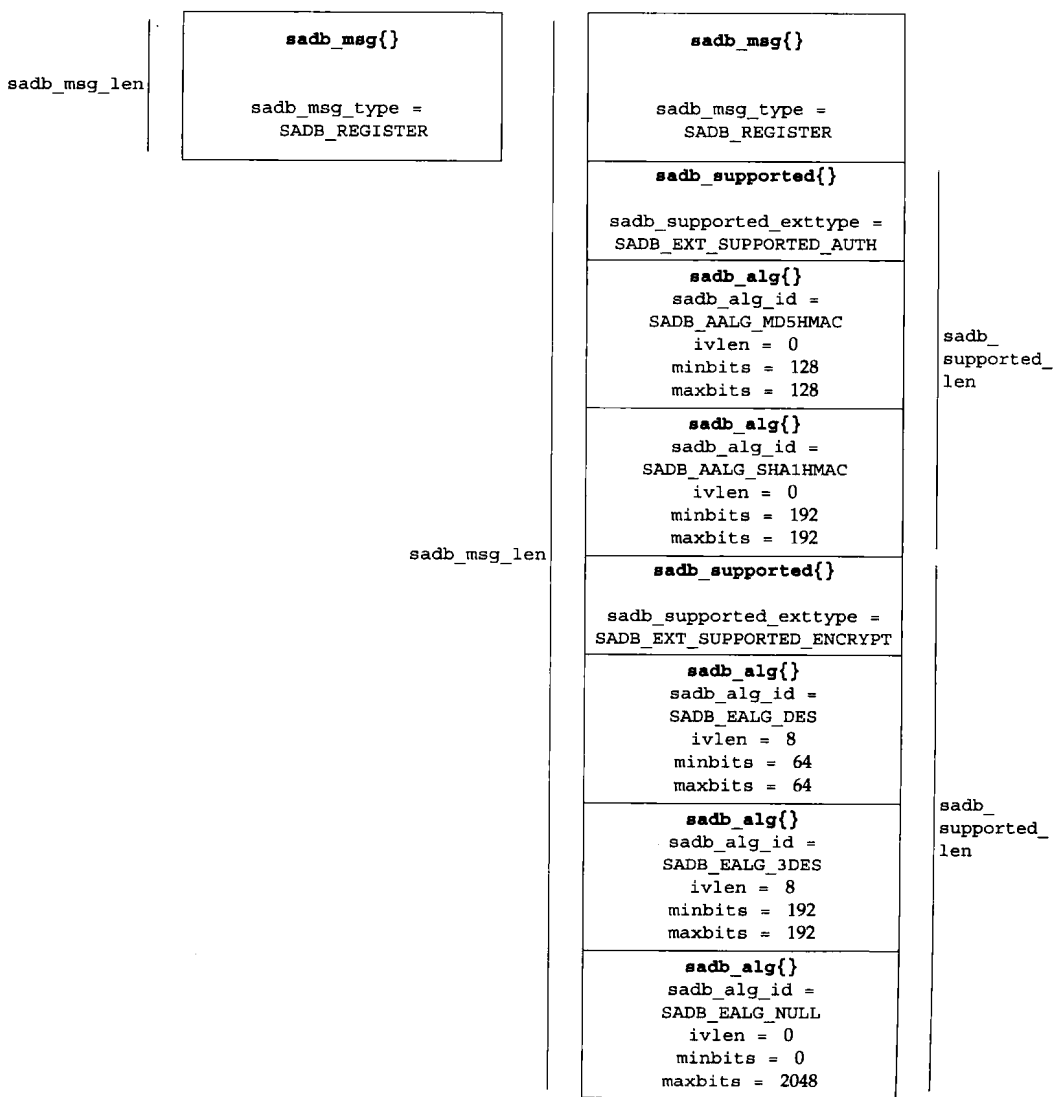 sadb_msg{}
sadb_msg_len
sadb_msg_type =
SADB_REGISTER
sadb_msg{}
sadb_msg_type =
SADB_REGISTER
sadb_supported{}
sadb_supported_exttype =
SADB_EXT_SUPPORTED_AUTH
sadb_alg{}
sadb_alg_id =
SADB_AALG_MD5HMAC
ivlen = 0
minbits = 128
maxbits = 128
sadb_
supported_
len
sadb_alg{}
sadb_alg_id =
SADB_AALG_SHA1HMAC
ivlen = 0
minbits = 192
maxbits = 192
sadb_msg_len
sadb_supported{}
sadb_supported_exttype =
SADB_EXT_SUPPORTED_ENCRYPT
sadb_alg{}
sadb_alg_id =
SADB_EALG_DES
ivlen = 8
minbits = 64
maxbits = 64
sadb_
supported_
len
sadb_alg{}
sadb_alg_id =
SADB_EALG_3DES
ivlen = 8
minbits = 192
maxbits = 192
sadb_alg{}
sadb_alg_id =
SADB_EALG_NULL
ivlen = 0
minbits = 0
maxbits = 2048